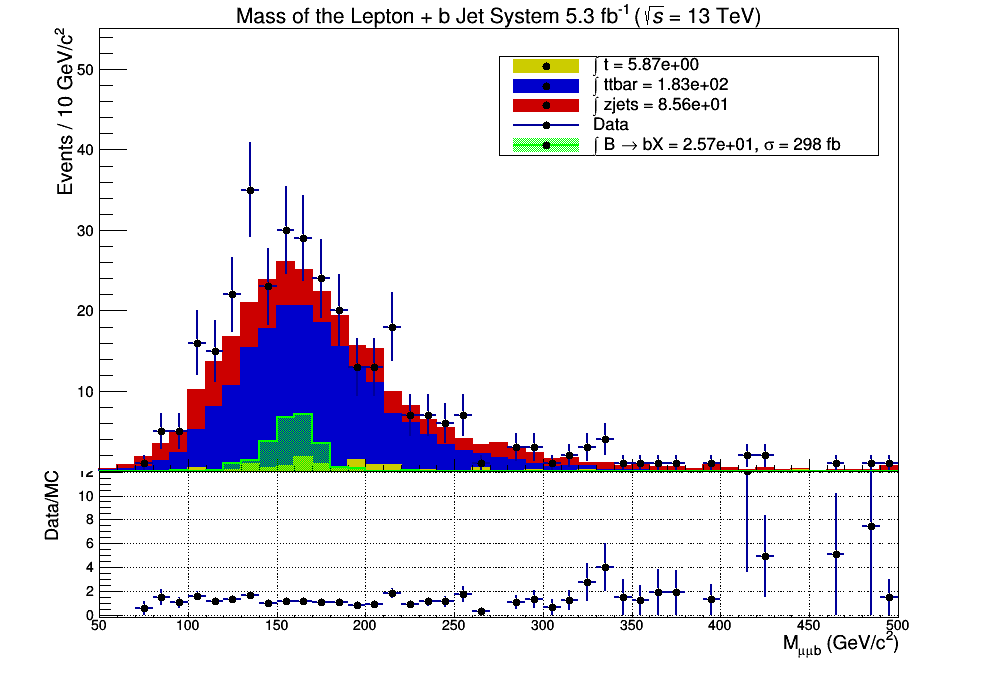 Mass of the Lepton + b Jet System 5.3 fb⁻¹ (√s = 13 TeV)
Events / 10 GeV/c²
50
40
30
20
10
∫ t = 5.87e+00
∫ ttbar = 1.83e+02
∫ zjets = 8.56e+01
Data
∫ B → bX = 2.57e+01, σ = 298 fb
Data/MC
12
10
8
6
4
2
0
50 100 150 200 250 300 350 400 450 500
M_μμb (GeV/c²)